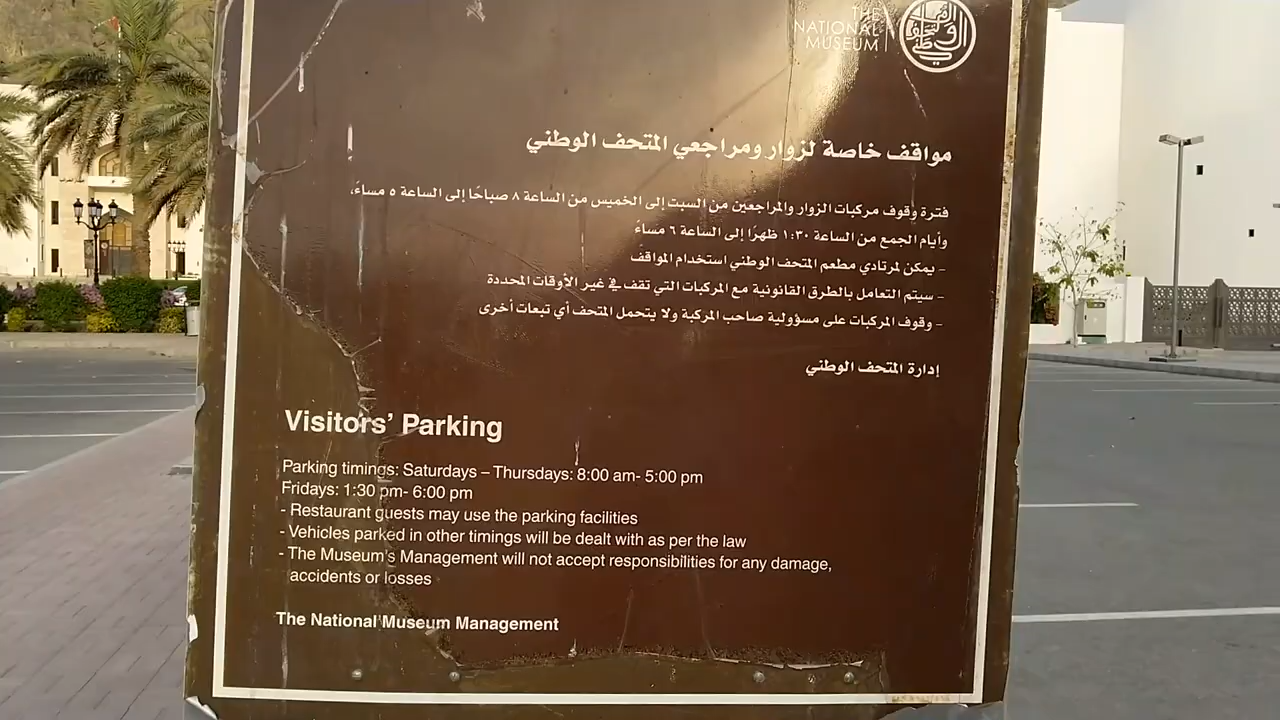 THE
NATIONAL
MUSEUM
مواقف خاصة لزوار ومراجعي المتحف الوطني
فترة وقوف مركبات الزوار والمراجعين من السبت إلى الخميس من الساعة ٨ صباحًا إلى الساعة ٥ مساءً،
وأيام الجمع من الساعة ١:٣٠ ظهرًا إلى الساعة ٦ مساءً
- يمكن لمرتادي مطعم المتحف الوطني استخدام المواقف
- سيتم التعامل بالطرق القانونية مع المركبات التي تقف في غير الأوقات المحددة
- وقوف المركبات على مسؤولية صاحب المركبة ولا يتحمل المتحف أي تبعات أخرى
إدارة المتحف الوطني
Visitors' Parking
Parking timings: Saturdays – Thursdays: 8:00 am- 5:00 pm
Fridays: 1:30 pm- 6:00 pm
- Restaurant guests may use the parking facilities
- Vehicles parked in other timings will be dealt with as per the law
- The Museum's Management will not accept responsibilities for any damage,
accidents or losses
The National Museum Management